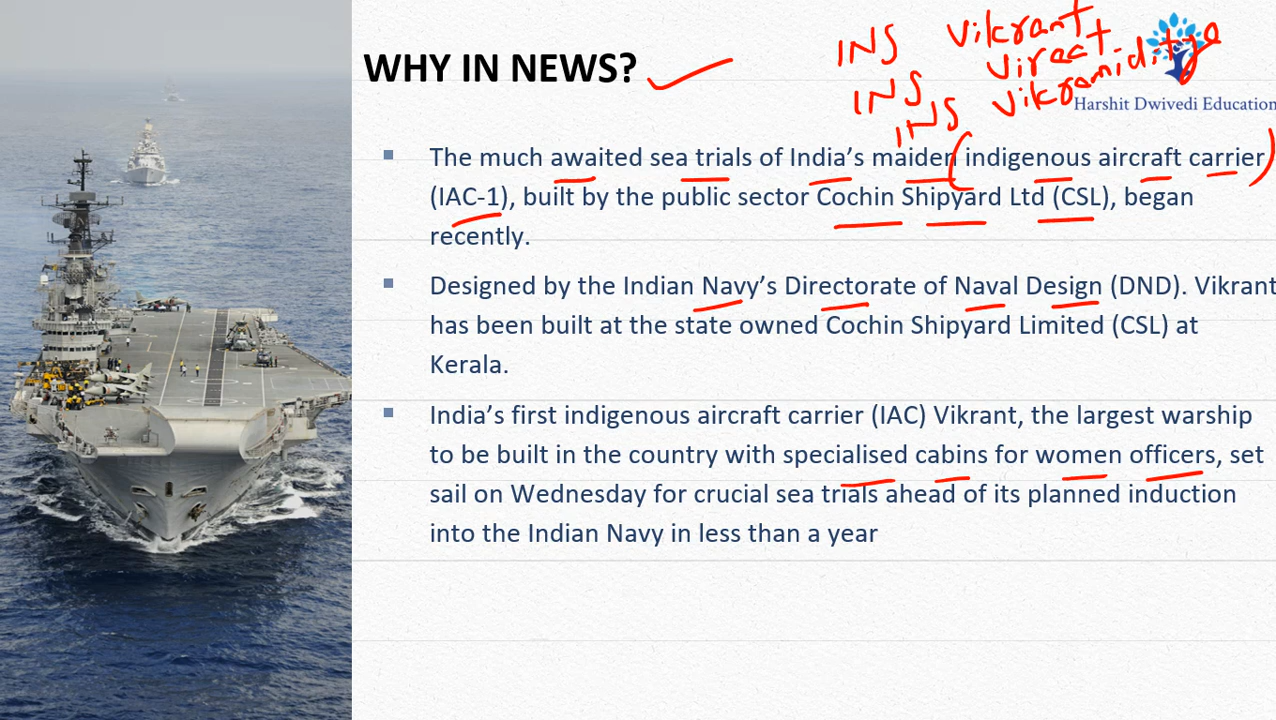 INS Vikrant
INS Viraat
INS Vikramaditya
WHY IN NEWS?
Harshit Dwivedi Education
The much awaited sea trials of India's maiden indigenous aircraft carrier
(IAC-1), built by the public sector Cochin Shipyard Ltd (CSL), began
recently.
Designed by the Indian Navy's Directorate of Naval Design (DND). Vikrant
has been built at the state owned Cochin Shipyard Limited (CSL) at
Kerala.
India's first indigenous aircraft carrier (IAC) Vikrant, the largest warship
to be built in the country with specialised cabins for women officers, set
sail on Wednesday for crucial sea trials ahead of its planned induction
into the Indian Navy in less than a year